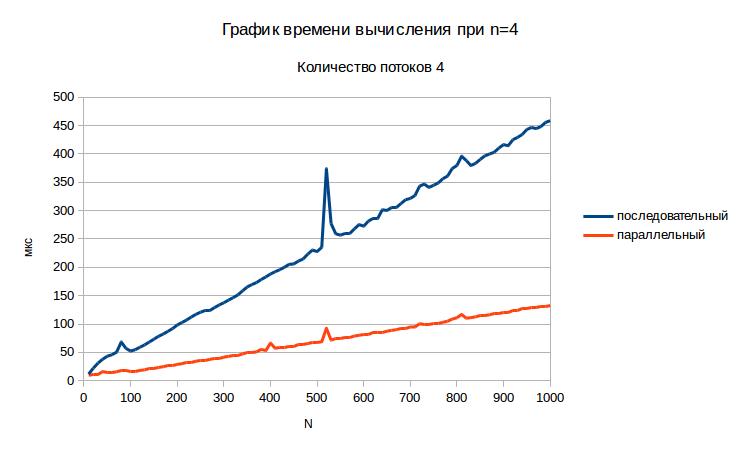 График времени вычисления при n=4
Количество потоков 4
500
450
400
350
300
250
200
150
100
50
0
мкс
0 100 200 300 400 500 600 700 800 900 1000
N
последовательный
параллельный